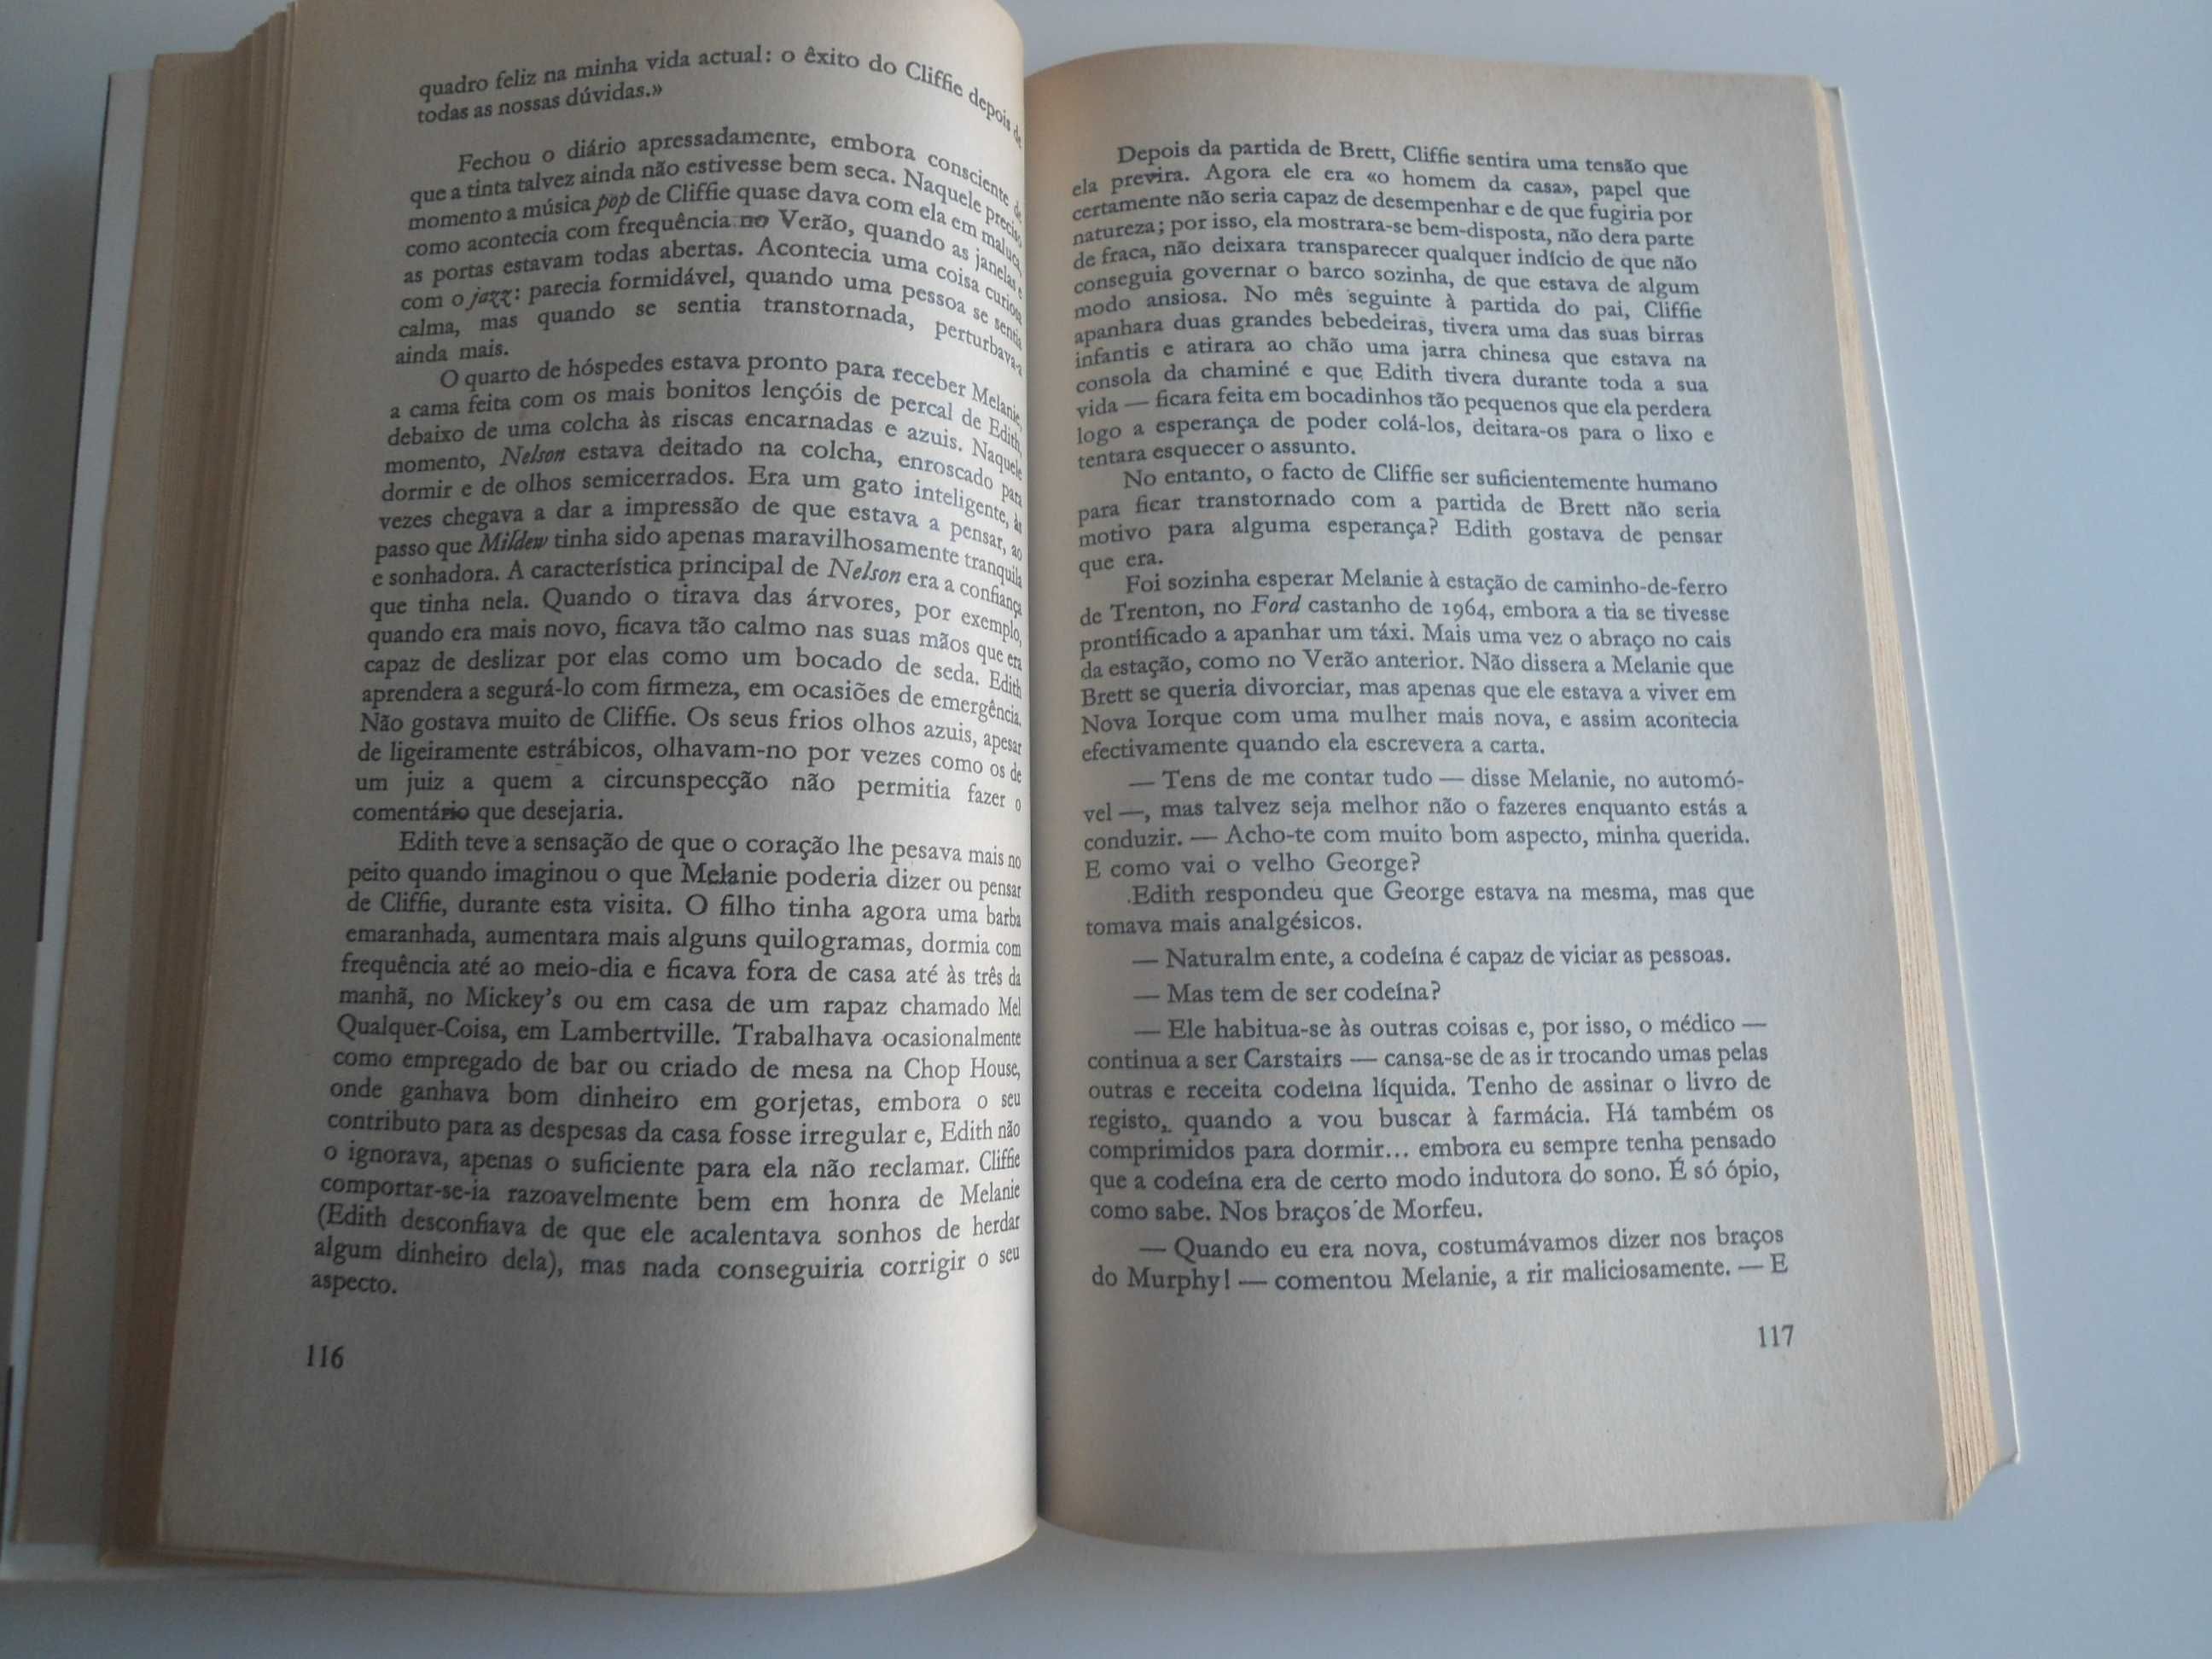 quadro feliz na minha vida actual: o êxito do Cliffie depois de
todas as nossas dúvidas.»
Fechou o diário apressadamente, embora consciente de
que a tinta talvez ainda não estivesse bem seca. Naquele preciso
momento a música pop de Cliffie quase dava com ela em maluca,
como acontecia com frequência no Verão, quando as janelas e
as portas estavam todas abertas. Acontecia uma coisa curiosa
com o jazz: parecia formidável, quando uma pessoa se sentia
calma, mas quando se sentia transtornada, perturbava-a
ainda mais.
O quarto de hóspedes estava pronto para receber Melanie,
a cama feita com os mais bonitos lençóis de percal de Edith,
debaixo de uma colcha às riscas encarnadas e azuis. Naquele
momento, Nelson estava deitado na colcha, enroscado para
dormir e de olhos semicerrados. Era um gato inteligente, às
vezes chegava a dar a impressão de que estava a pensar, ao
passo que Mildew tinha sido apenas maravilhosamente tranquila
e sonhadora. A característica principal de Nelson era a confiança
que tinha nela. Quando o tirava das árvores, por exemplo,
quando era mais novo, ficava tão calmo nas suas mãos que era
capaz de deslizar por elas como um bocado de seda. Edith
aprendera a segurá-lo com firmeza, em ocasiões de emergência.
Não gostava muito de Cliffie. Os seus frios olhos azuis, apesar
de ligeiramente estrábicos, olhavam-no por vezes como os de
um juiz a quem a circunspecção não permitia fazer o
comentário que desejaria.
Edith teve a sensação de que o coração lhe pesava mais no
peito quando imaginou o que Melanie poderia dizer ou pensar
de Cliffie, durante esta visita. O filho tinha agora uma barba
emaranhada, aumentara mais alguns quilogramas, dormia com
frequência até ao meio-dia e ficava fora de casa até às três da
manhã, no Mickey's ou em casa de um rapaz chamado Mel
Qualquer-Coisa, em Lambertville. Trabalhava ocasionalmente
como empregado de bar ou criado de mesa na Chop House,
onde ganhava bom dinheiro em gorjetas, embora o seu
contributo para as despesas da casa fosse irregular e, Edith não
o ignorava, apenas o suficiente para ela não reclamar. Cliffie
comportar-se-ia razoavelmente bem em honra de Melanie
(Edith desconfiava de que ele acalentava sonhos de herdar
algum dinheiro dela), mas nada conseguiria corrigir o seu
aspecto.
116
Depois da partida de Brett, Cliffie sentira uma tensão que
ela previra. Agora ele era «o homem da casa», papel que
certamente não seria capaz de desempenhar e de que fugiria por
natureza; por isso, ela mostrara-se bem-disposta, não dera parte
de fraca, não deixara transparecer qualquer indício de que não
conseguia governar o barco sozinha, de que estava de algum
modo ansiosa. No mês seguinte à partida do pai, Cliffie
apanhara duas grandes bebedeiras, tivera uma das suas birras
infantis e atirara ao chão uma jarra chinesa que estava na
consola da chaminé e que Edith tivera durante toda a sua
vida — ficara feita em bocadinhos tão pequenos que ela perdera
logo a esperança de poder colá-los, deitara-os para o lixo e
tentara esquecer o assunto.
No entanto, o facto de Cliffie ser suficientemente humano
para ficar transtornado com a partida de Brett não seria
motivo para alguma esperança? Edith gostava de pensar
que era.
Foi sozinha esperar Melanie à estação de caminho-de-ferro
de Trenton, no Ford castanho de 1964, embora a tia se tivesse
prontificado a apanhar um táxi. Mais uma vez o abraço no cais
da estação, como no Verão anterior. Não dissera a Melanie que
Brett se queria divorciar, mas apenas que ele estava a viver em
Nova Iorque com uma mulher mais nova, e assim acontecia
efectivamente quando ela escrevera a carta.
— Tens de me contar tudo — disse Melanie, no automó-
vel —, mas talvez seja melhor não o fazeres enquanto estás a
conduzir. — Acho-te com muito bom aspecto, minha querida.
E como vai o velho George?
.Edith respondeu que George estava na mesma, mas que
tomava mais analgésicos.
— Naturalm ente, a codeína é capaz de viciar as pessoas.
— Mas tem de ser codeína?
— Ele habitua-se às outras coisas e, por isso, o médico —
continua a ser Carstairs — cansa-se de as ir trocando umas pelas
outras e receita codeína líquida. Tenho de assinar o livro de
registo, quando a vou buscar à farmácia. Há também os
comprimidos para dormir... embora eu sempre tenha pensado
que a codeína era de certo modo indutora do sono. É só ópio,
como sabe. Nos braços de Morfeu.
— Quando eu era nova, costumávamos dizer nos braços
do Murphy! — comentou Melanie, a rir maliciosamente. — E
117